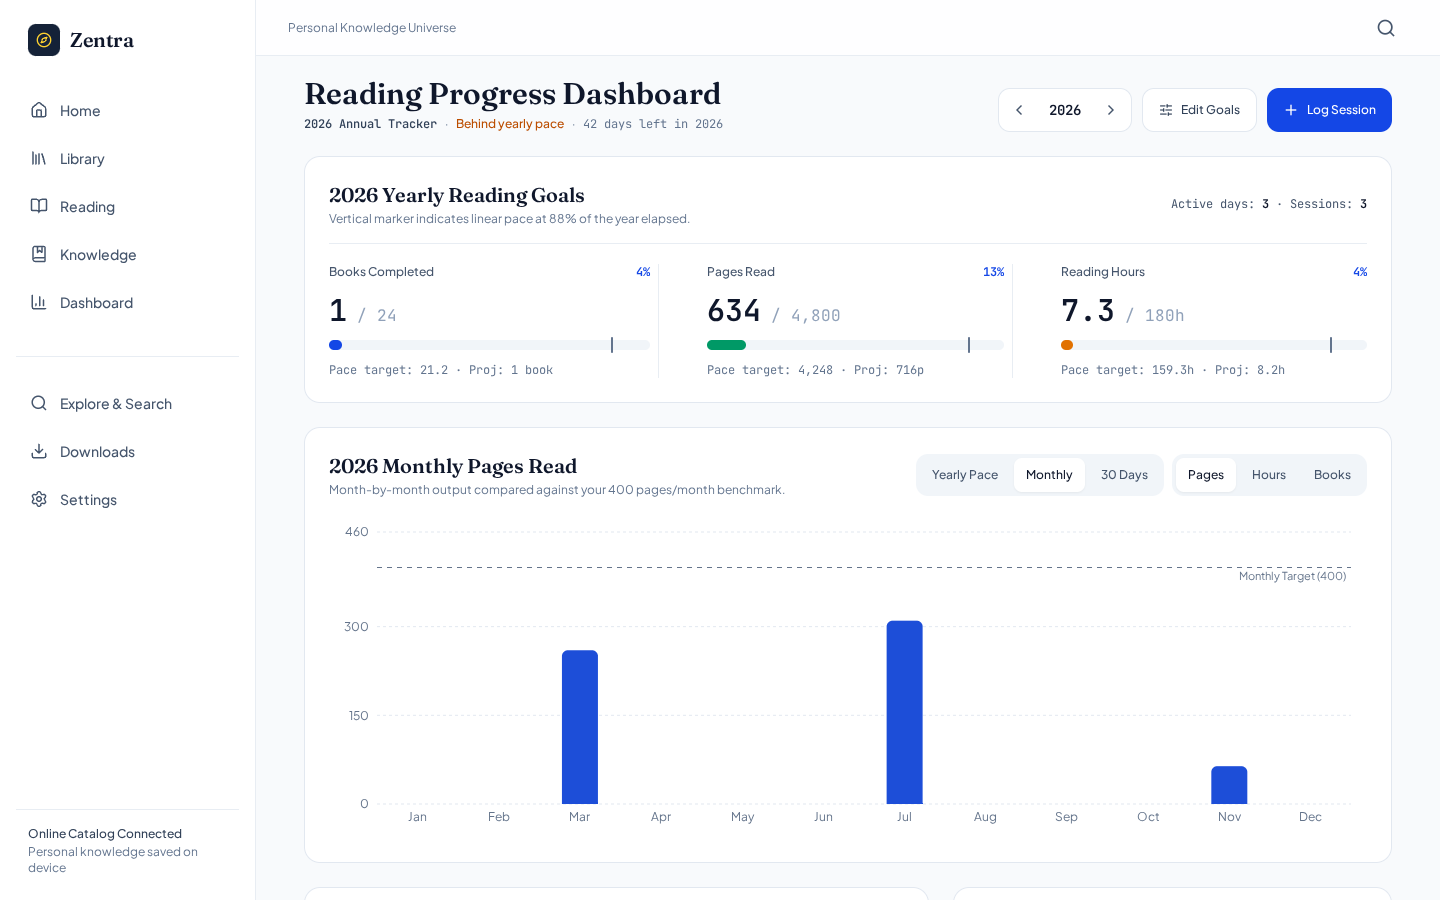 Zentra
Home
Library
Reading
Knowledge
Dashboard
Explore & Search
Downloads
Settings
Online Catalog Connected
Personal knowledge saved on
device
Personal Knowledge Universe
Reading Progress Dashboard
2026 Annual Tracker · Behind yearly pace · 42 days left in 2026
2026
Edit Goals
Log Session
2026 Yearly Reading Goals
Vertical marker indicates linear pace at 88% of the year elapsed.
Active days: 3 · Sessions: 3
Books Completed 4%
1 / 24
Pace target: 21.2 · Proj: 1 book
Pages Read 13%
634 / 4,800
Pace target: 4,248 · Proj: 716p
Reading Hours 4%
7.3 / 180h
Pace target: 159.3h · Proj: 8.2h
2026 Monthly Pages Read
Month-by-month output compared against your 400 pages/month benchmark.
Yearly Pace Monthly 30 Days
Pages Hours Books
460
Monthly Target (400)
300
150
0
Jan Feb Mar Apr May Jun Jul Aug Sep Oct Nov Dec